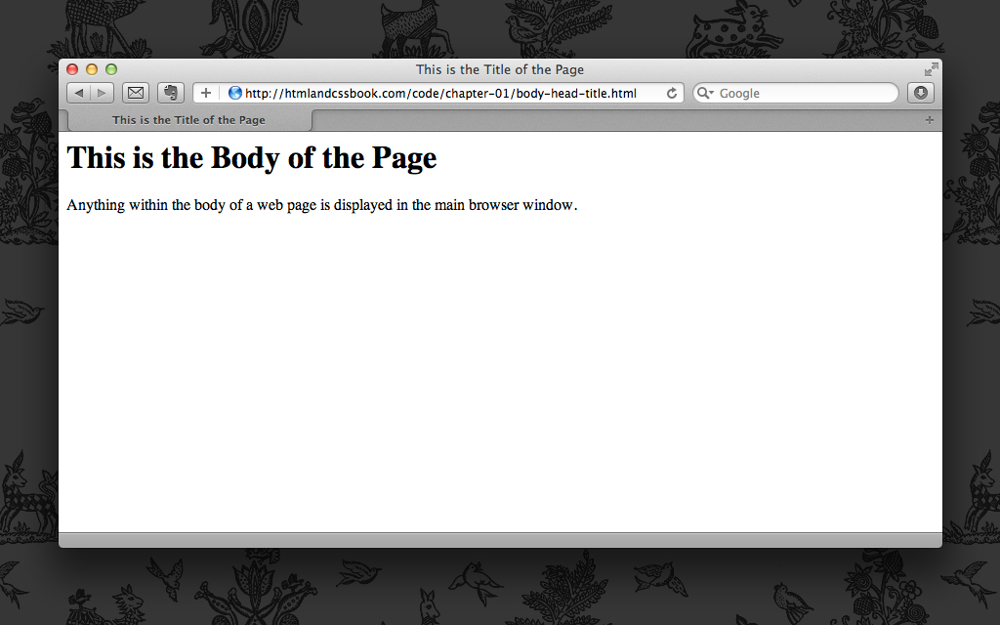 This is the Title of the Page
http://htmlandcssbook.com/code/chapter-01/body-head-title.html
Google
This is the Title of the Page
This is the Body of the Page
Anything within the body of a web page is displayed in the main browser window.